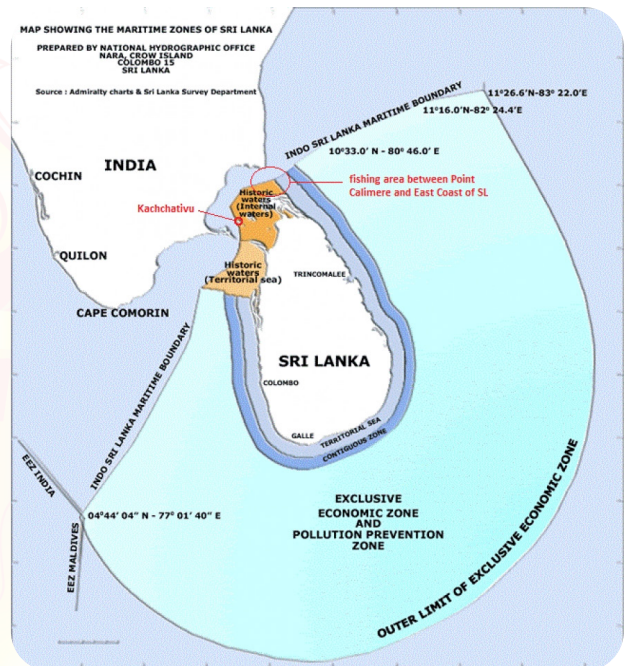 MAP SHOWING THE MARITIME ZONES OF SRI LANKA
PREPARED BY NATIONAL HYDROGRAPHIC OFFICE
NARA, CROW ISLAND
COLOMBO 15
SRI LANKA
Source : Admiralty charts & Sri Lanka Survey Department
INDO SRI LANKA MARITIME BOUNDARY
11°26.6'N-83° 22.0'E
11°16.0'N-82° 24.4'E
10°33.0' N - 80° 46.0' E
INDIA
COCHIN
fishing area between Point
Calimere and East Coast of SL
Kachchativu
Historic
waters
(Internal
waters)
QUILON
Historic
waters
(Territorial sea)
TRINCOMALEE
CAPE COMORIN
SRI LANKA
COLOMBO
INDO SRI LANKA MARITIME BOUNDARY
GALLE
TERRITORIAL SEA
CONTIGUOUS ZONE
EEZ INDIA
04°44' 04" N - 77° 01' 40" E
EEZ MALDIVES
EXCLUSIVE
ECONOMIC ZONE
AND
POLLUTION PREVENTION
ZONE
OUTER LIMIT OF EXCLUSIVE ECONOMIC ZONE